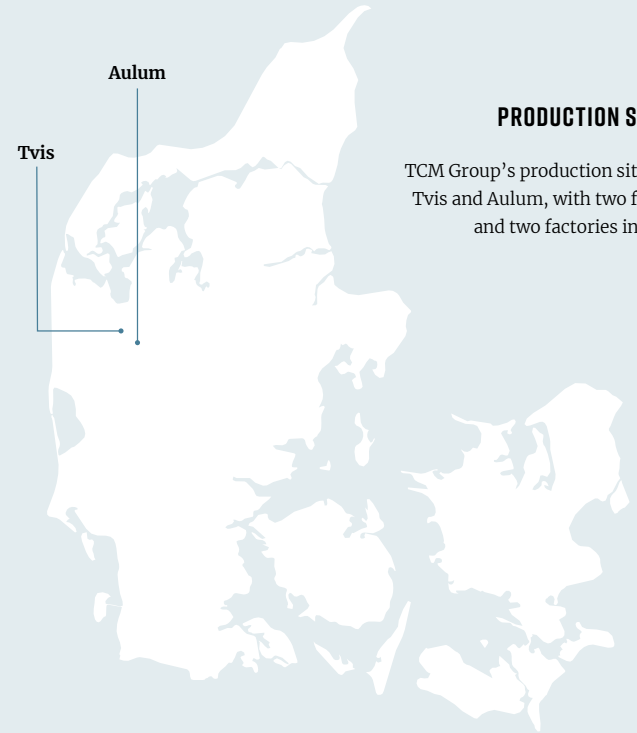 Aulum
Tvis
PRODUCTION S
TCM Group’s production sit
Tvis and Aulum, with two f
and two factories in